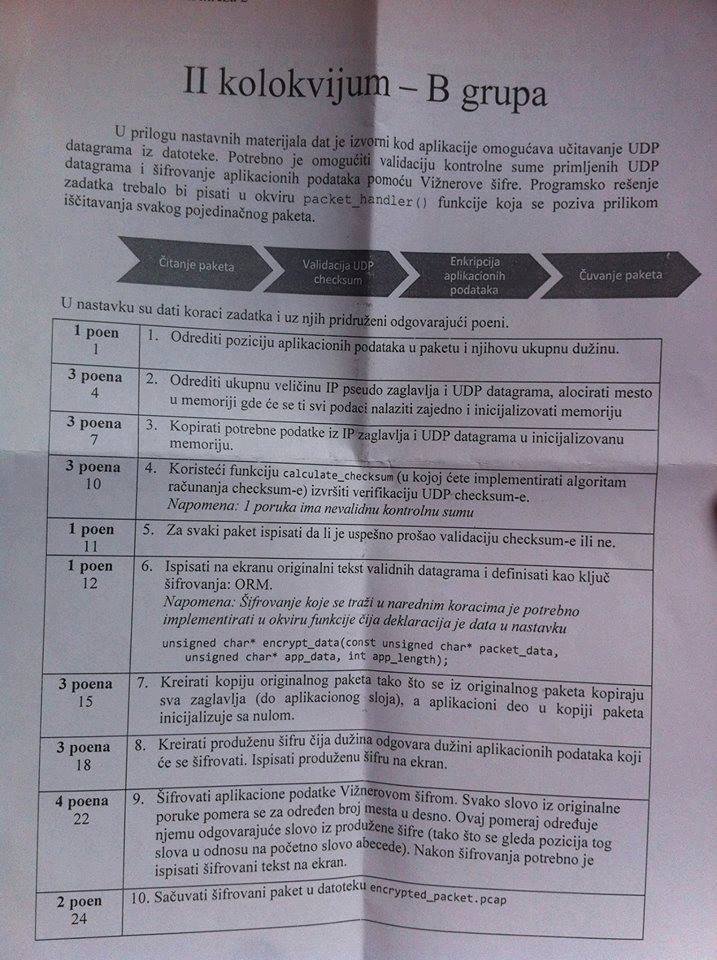 II kolokvijum – B grupa
U prilogu nastavnih materijala dat je izvorni kod aplikacije omogućava učitavanje UDP
datagrama iz datoteke. Potrebno je omogućiti validaciju kontrolne sume primljenih UDP
datagrama i šifrovanje aplikacionih podataka pomoću Vižnerove šifre. Programsko rešenje
zadatka trebalo bi pisati u okviru packet_handler() funkcije koja se poziva prilikom
iščitavanja svakog pojedinačnog paketa.
Čitanje paketa
Validacija UDP
checksum
Enkripcija
aplikacionih
podataka
Čuvanje paketa
U nastavku su dati koraci zadatka i uz njih pridruženi odgovarajući poeni.
1 poen
1
1. Odrediti poziciju aplikacionih podataka u paketu i njihovu ukupnu dužinu.
3 poena
4
2. Odrediti ukupnu veličinu IP pseudo zaglavlja i UDP datagrama, alocirati mesto
u memoriji gde će se ti svi podaci nalaziti zajedno i inicijalizovati memoriju
3 poena
7
3. Kopirati potrebne podatke iz IP zaglavlja i UDP datagrama u inicijalizovanu
memoriju.
3 poena
10
4. Koristeći funkciju calculate_checksum (u kojoj ćete implementirati algoritam
računanja checksum-e) izvršiti verifikaciju UDP checksum-e.
Napomena: 1 poruka ima nevalidnu kontrolnu sumu
1 poen
11
5. Za svaki paket ispisati da li je uspešno prošao validaciju checksum-e ili ne.
1 poen
12
6. Ispisati na ekranu originalni tekst validnih datagrama i definisati kao ključ
šifrovanja: ORM.
Napomena: Šifrovanje koje se traži u narednim koracima je potrebno
implementirati u okviru funkcije čija deklaracija je data u nastavku
unsigned char* encrypt_data(const unsigned char* packet_data,
unsigned char* app_data, int app_length);
3 poena
15
7. Kreirati kopiju originalnog paketa tako što se iz originalnog paketa kopiraju
sva zaglavlja (do aplikacionog sloja), a aplikacioni deo u kopiji paketa
inicijalizuje sa nulom.
3 poena
18
8. Kreirati produženu šifru čija dužina odgovara dužini aplikacionih podataka koji
će se šifrovati. Ispisati produženu šifru na ekran.
4 poena
22
9. Šifrovati aplikacione podatke Vižnerovom šifrom. Svako slovo iz originalne
poruke pomera se za određen broj mesta u desno. Ovaj pomeraj određuje
njemu odgovarajuće slovo iz produžene šifre (tako što se gleda pozicija tog
slova u odnosu na početno slovo abecede). Nakon šifrovanja potrebno je
ispisati šifrovani tekst na ekran.
2 poen
24
10. Sačuvati šifrovani paket u datoteku encrypted_packet.pcap